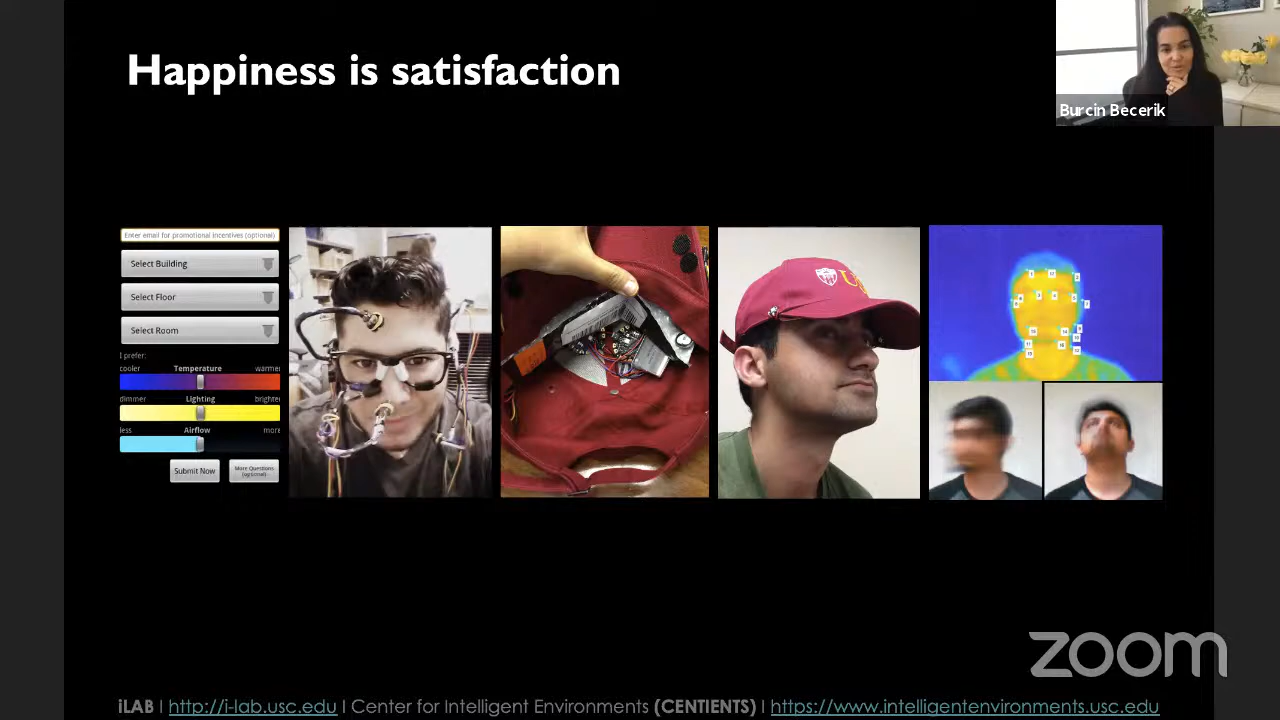 Happiness is satisfaction
Burcin Becerik
Enter email for promotional incentives (optional)
Select Building
Select Floor
Select Room
I prefer:
cooler Temperature warmer
dimmer Lighting brighter
less Airflow more
Submit Now
More Questions
(optional)
zoom
iLAB I http://i-lab.usc.edu I Center for Intelligent Environments (CENTIENTS) I https://www.intelligentenvironments.usc.edu